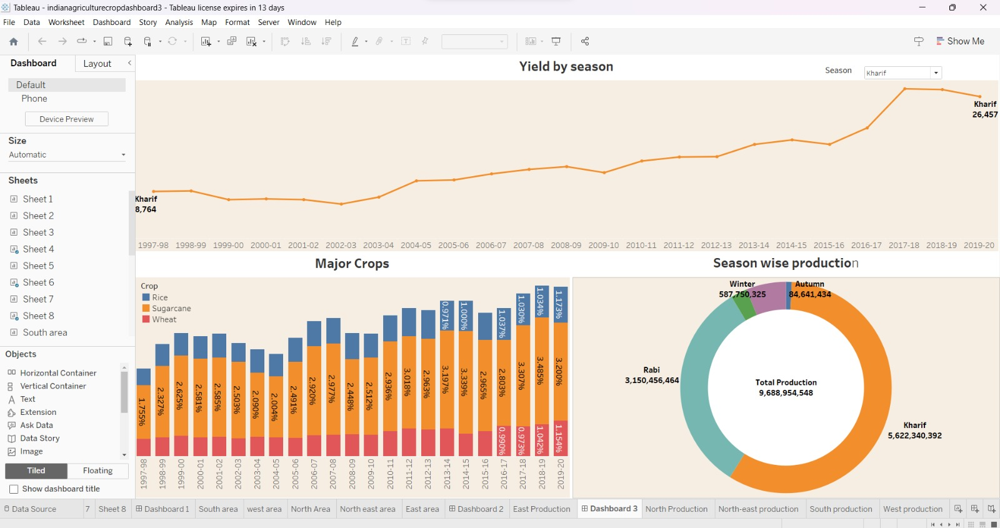 Tableau - indianagriculturecropdashboard3 - Tableau license expires in 13 days
File Data Worksheet Dashboard Story Analysis Map Format Server Window Help
Show Me
Dashboard Layout
Default
Phone
Device Preview
Size
Automatic
Sheets
Sheet 1
Sheet 2
Sheet 3
Sheet 4
Sheet 5
Sheet 6
Sheet 7
Sheet 8
South area
Objects
Horizontal Container
Vertical Container
Text
Extension
Ask Data
Data Story
Image
Tiled Floating
Show dashboard title
Yield by season
Season Kharif
Kharif
26,457
Kharif
8,764
1997-98 1998-99 1999-00 2000-01 2001-02 2002-03 2003-04 2004-05 2005-06 2006-07 2007-08 2008-09 2009-10 2010-11 2011-12 2012-13 2013-14 2014-15 2015-16 2016-17 2017-18 2018-19 2019-20
Major Crops
Crop
Rice
Sugarcane
Wheat
0.971% 1.000% 1.037% 1.030% 1.034% 1.173%
1.755% 2.327% 2.625% 2.581% 2.585% 2.503% 2.090% 2.004% 2.491% 2.920% 2.977% 2.448% 2.512% 2.936% 3.018% 2.963% 3.197% 3.339% 2.965% 2.803% 3.307% 3.485% 3.200%
0.990% 0.973% 1.042% 1.154%
1997-98 1998-99 1999-00 2000-01 2001-02 2002-03 2003-04 2004-05 2005-06 2006-07 2007-08 2008-09 2009-10 2010-11 2011-12 2012-13 2013-14 2014-15 2015-16 2016-17 2017-18 2018-19 2019-20
Season wise production
Winter
587,750,325
Autumn
84,641,434
Rabi
3,150,456,464
Total Production
9,688,954,548
Kharif
5,622,340,392
Data Source 7 Sheet 8 Dashboard 1 South area west area North Area North east area East area Dashboard 2 East Production Dashboard 3 North Production North-east production South production West production